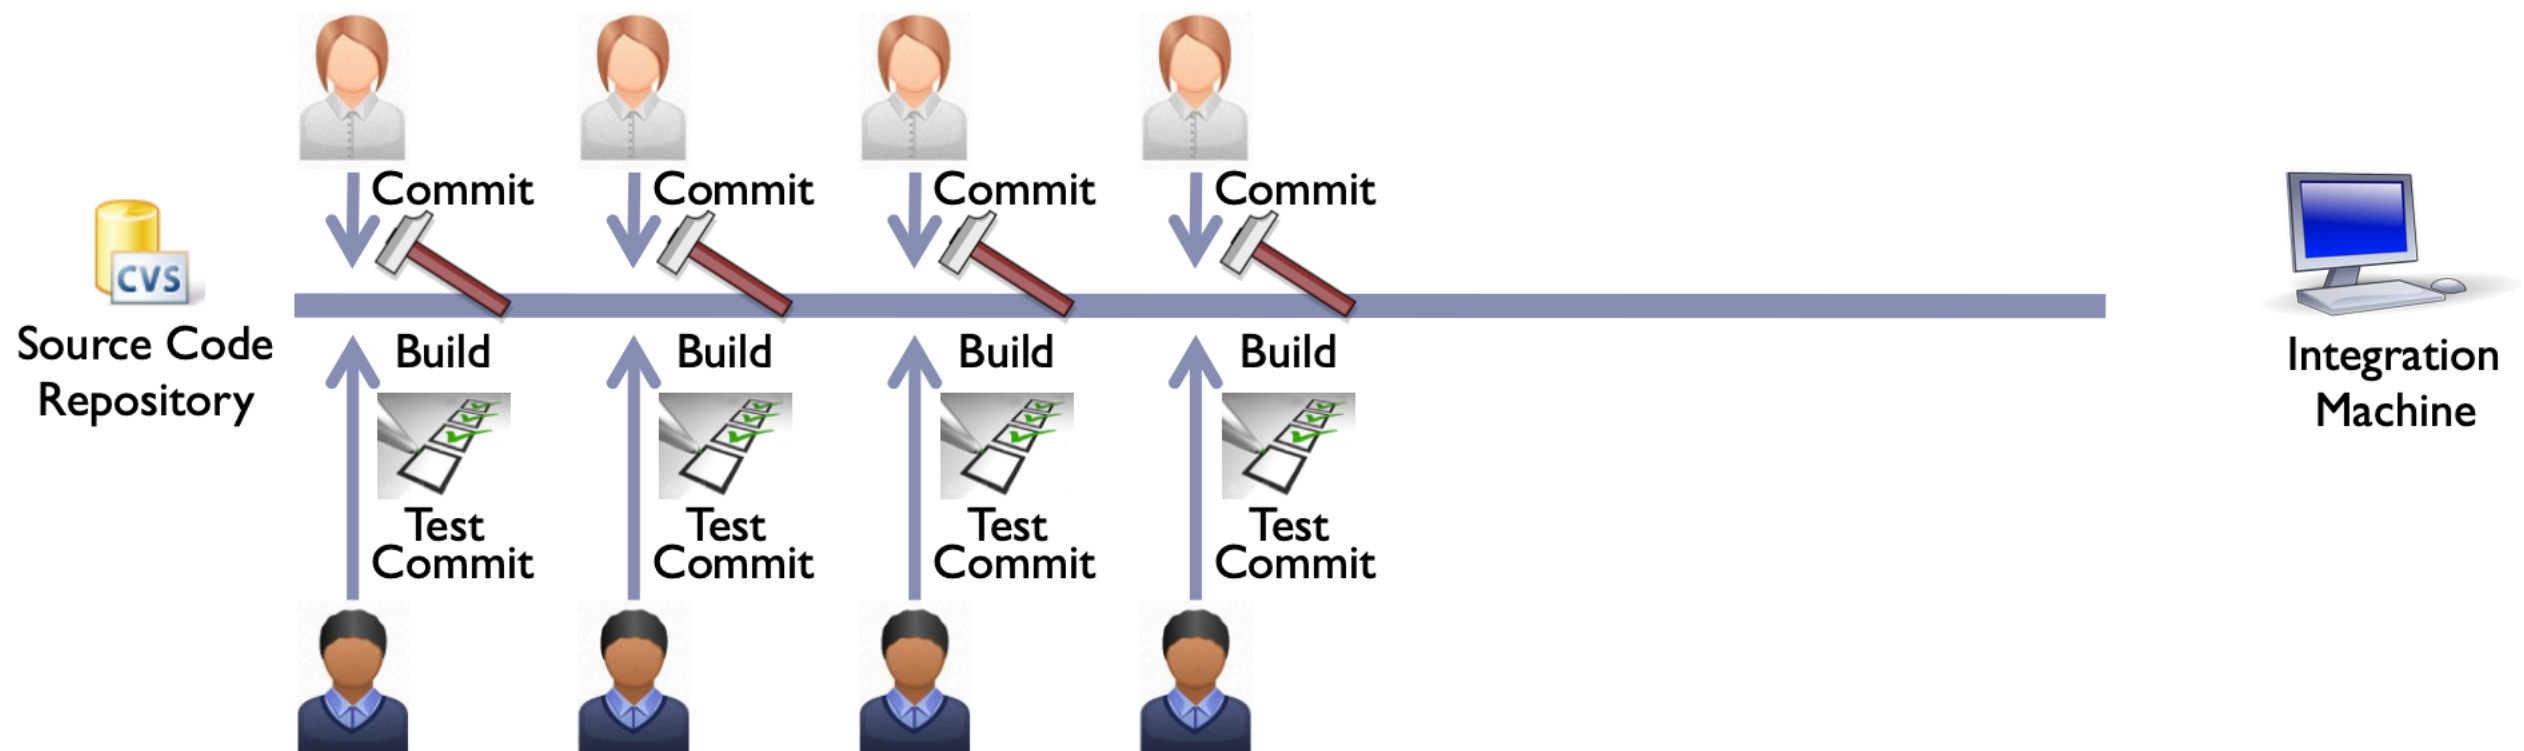 Commit
Commit
Commit
Commit
CVS
Source Code
Repository
Build
Build
Build
Build
Integration
Machine
Test
Commit
Test
Commit
Test
Commit
Test
Commit